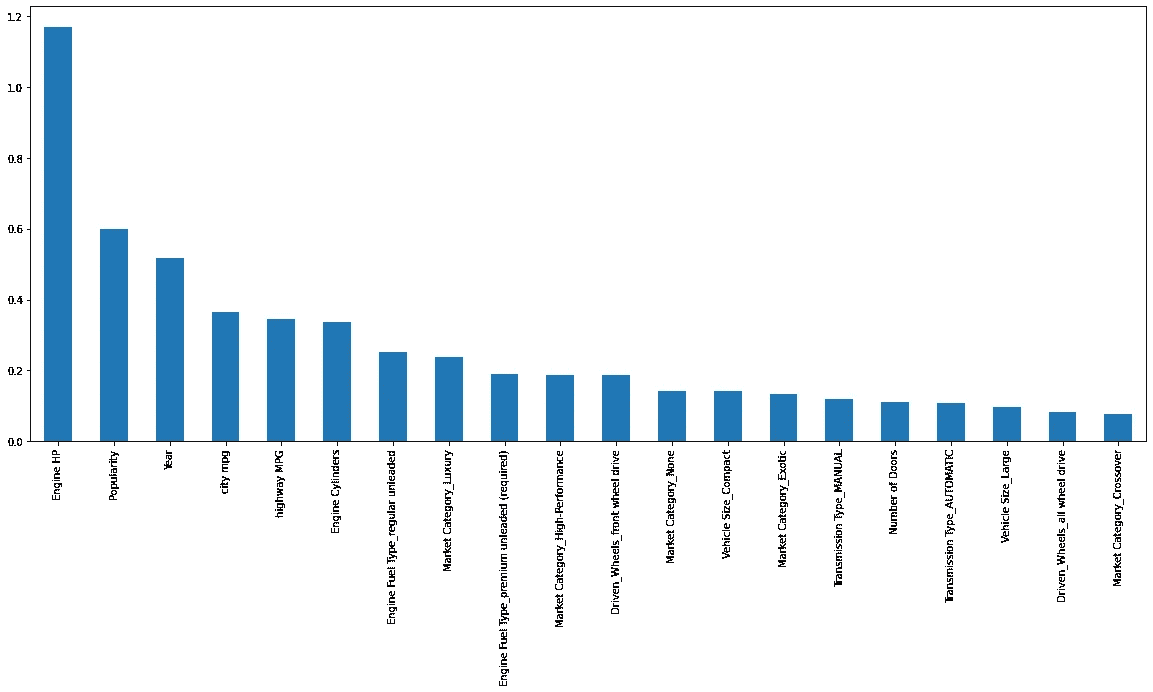 1.2
1.0
0.8
0.6
0.4
0.2
0.0
Engine HP
Popularity
Year
city mpg
highway MPG
Engine Cylinders
Engine Fuel Type_regular unleaded
Market Category_Luxury
Engine Fuel Type_premium unleaded (required)
Market Category_High-Performance
Driven_Wheels_front wheel drive
Market Category_None
Vehicle Size_Compact
Market Category_Exotic
Transmission Type_MANUAL
Number of Doors
Transmission Type_AUTOMATIC
Vehicle Size_Large
Driven_Wheels_all wheel drive
Market Category_Crossover